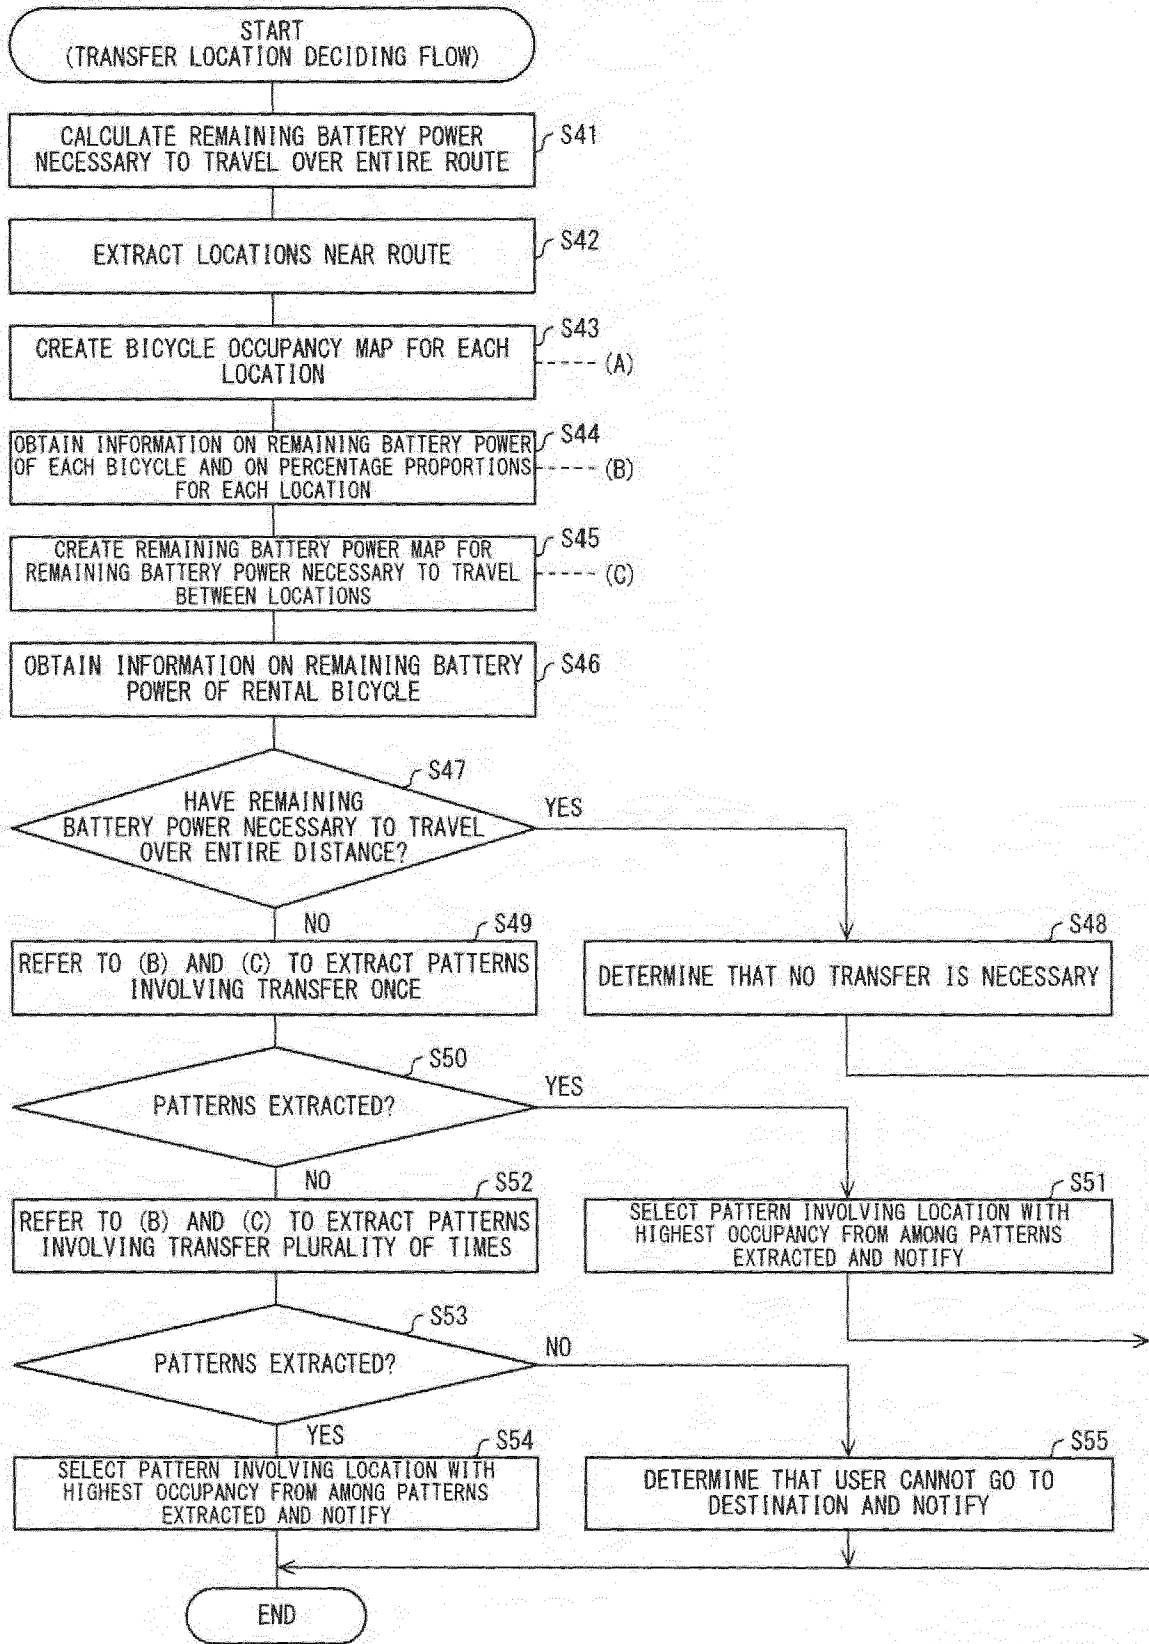 START
(TRANSFER LOCATION DECIDING FLOW)
CALCULATE REMAINING BATTERY POWER
NECESSARY TO TRAVEL OVER ENTIRE ROUTE
S41
EXTRACT LOCATIONS NEAR ROUTE
S42
CREATE BICYCLE OCCUPANCY MAP FOR EACH
LOCATION
S43
(A)
OBTAIN INFORMATION ON REMAINING BATTERY POWER
OF EACH BICYCLE AND ON PERCENTAGE PROPORTIONS
FOR EACH LOCATION
S44
(B)
CREATE REMAINING BATTERY POWER MAP FOR
REMAINING BATTERY POWER NECESSARY TO TRAVEL
BETWEEN LOCATIONS
S45
(C)
OBTAIN INFORMATION ON REMAINING BATTERY
POWER OF RENTAL BICYCLE
S46
S47
HAVE REMAINING
BATTERY POWER NECESSARY TO TRAVEL
OVER ENTIRE DISTANCE?
YES
NO
S49
REFER TO (B) AND (C) TO EXTRACT PATTERNS
INVOLVING TRANSFER ONCE
S48
DETERMINE THAT NO TRANSFER IS NECESSARY
S50
PATTERNS EXTRACTED?
YES
NO
S52
REFER TO (B) AND (C) TO EXTRACT PATTERNS
INVOLVING TRANSFER PLURALITY OF TIMES
S51
SELECT PATTERN INVOLVING LOCATION WITH
HIGHEST OCCUPANCY FROM AMONG PATTERNS
EXTRACTED AND NOTIFY
S53
PATTERNS EXTRACTED?
NO
YES
S54
SELECT PATTERN INVOLVING LOCATION WITH
HIGHEST OCCUPANCY FROM AMONG PATTERNS
EXTRACTED AND NOTIFY
S55
DETERMINE THAT USER CANNOT GO TO
DESTINATION AND NOTIFY
END